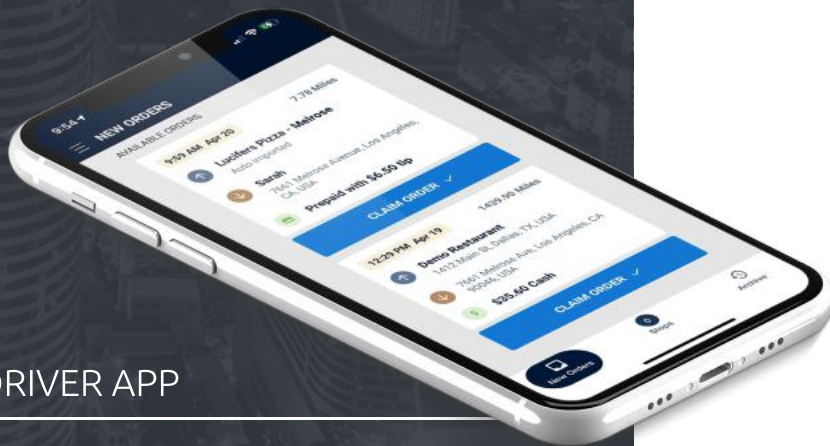 9:54
NEW ORDERS
AVAILABLE ORDERS
9:59 AM Apr 20
7.78 Miles
Lucifers Pizza - Melrose
Auto imported
Sarah
7661 Melrose Avenue, Los Angeles,
CA, USA
Prepaid with $6.50 tip
CLAIM ORDER
12:29 PM Apr 19
1439.90 Miles
Demo Restaurant
1412 Main St, Dallas, TX, USA
7661 Melrose Ave, Los Angeles, CA
90046, USA
$ $35.60 Cash
CLAIM ORDER
New Orders
0
Stops
Archive
DRIVER APP